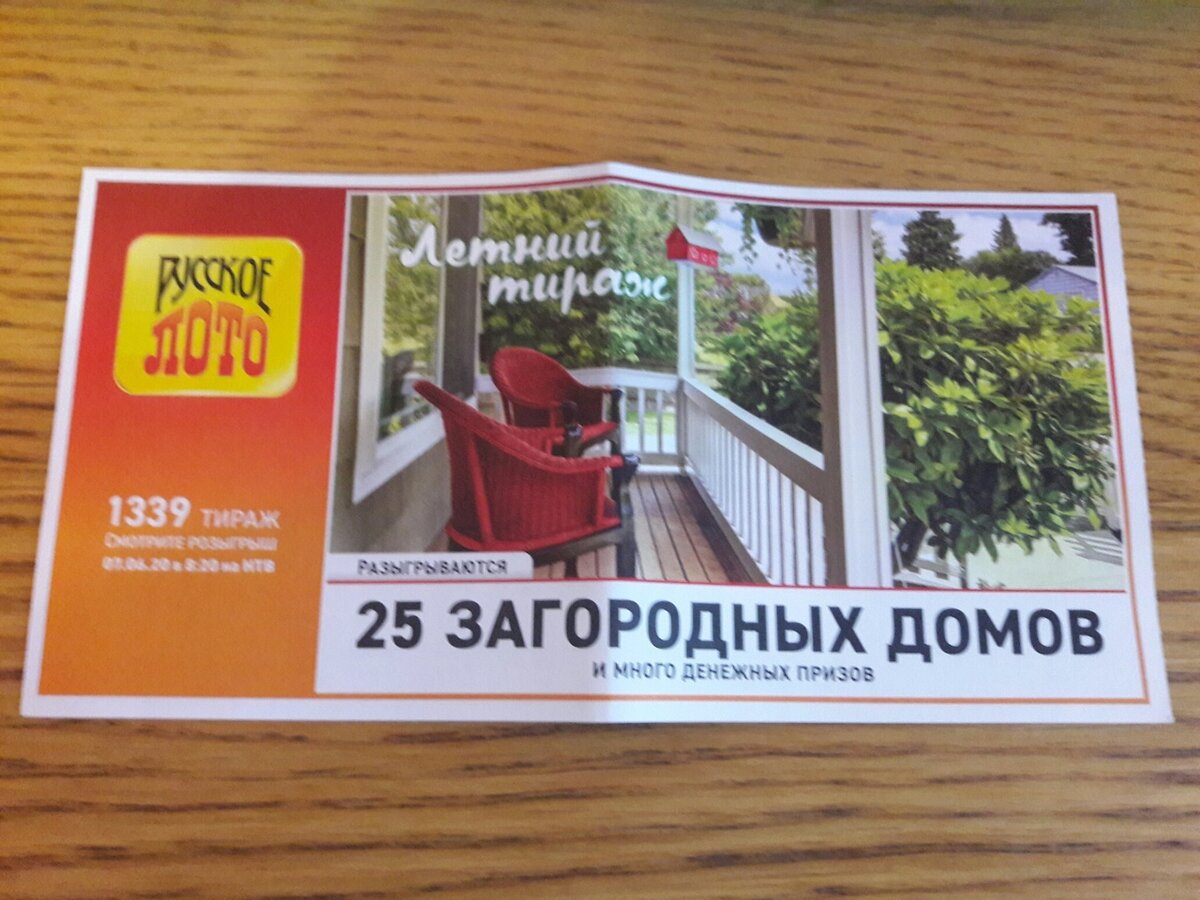 РУССКОЕ
ЛОТО
1339 ТИРАЖ
СМОТРИТЕ РОЗЫГРЫШ
07.06.20 в 8:20 на НТВ
Летний
тираж
РАЗЫГРЫВАЮТСЯ
25 ЗАГОРОДНЫХ ДОМОВ
И МНОГО ДЕНЕЖНЫХ ПРИЗОВ